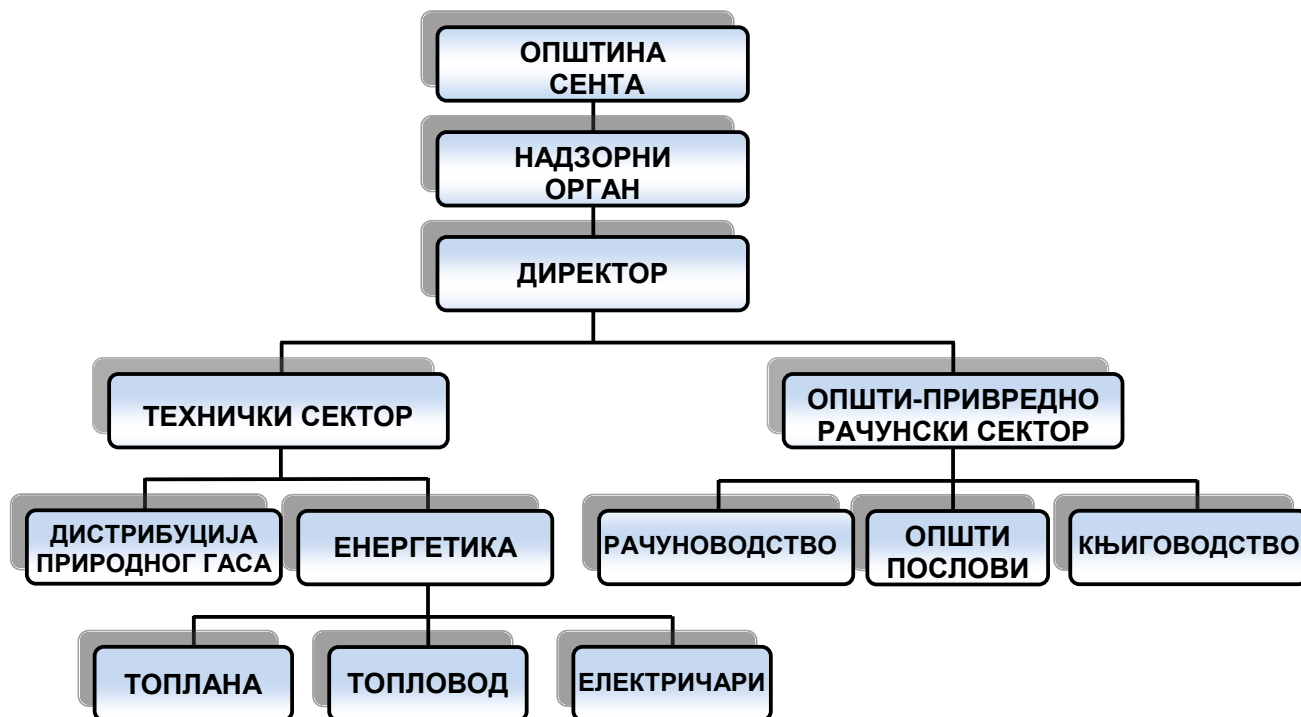 ОПШТИНА
СЕНТА
НАДЗОРНИ
ОРГАН
ДИРЕКТОР
ТЕХНИЧКИ СЕКТОР
ОПШТИ-ПРИВРЕДНО
РАЧУНСКИ СЕКТОР
ДИСТРИБУЦИЈА
ПРИРОДНОГ ГАСА
ЕНЕРГЕТИКА
РАЧУНОВОДСТВО
ОПШТИ
ПОСЛОВИ
КЊИГОВОДСТВО
ТОПЛАНА
ТОПЛОВОД
ЕЛЕКТРИЧАРИ